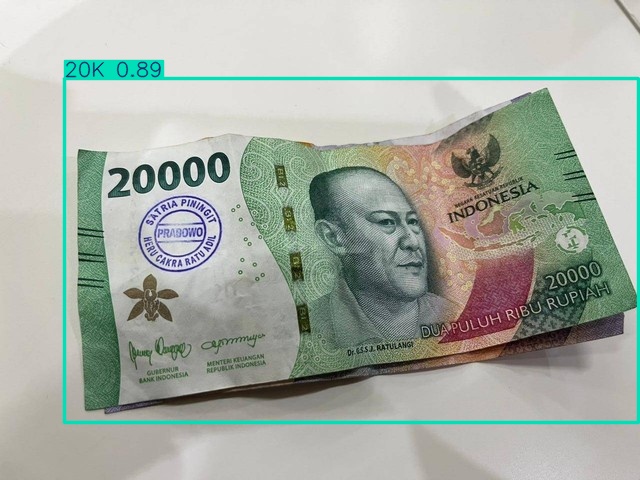 20K 0.89
20000
SATRIA PININGIT
PRABOWO
HERU CAKRA RATU ADIL
NEGARA KESATUAN REPUBLIK
INDONESIA
20000
DUA PULUH RIBU RUPIAH
Dr. G.S.S.J. RATULANGI
GUBERNUR
BANK INDONESIA
MENTERI KEUANGAN
REPUBLIK INDONESIA